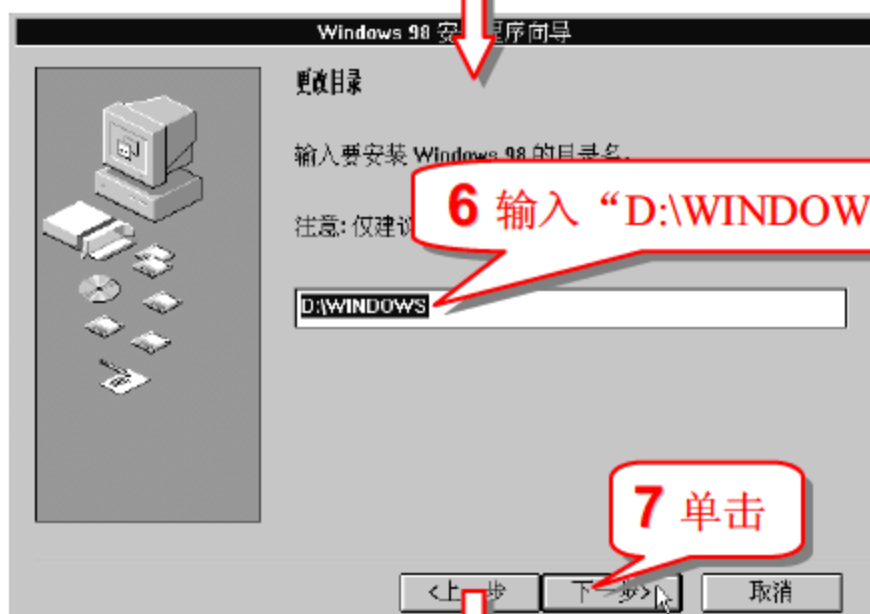 Windows 98 安 程序向导
更改目录
输入要安装 Windows 98 的目录名。
6 输入“D:\WINDOW
注意: 仅建议
D:\WINDOWS
7 单击
<上一步
下一步>
取消